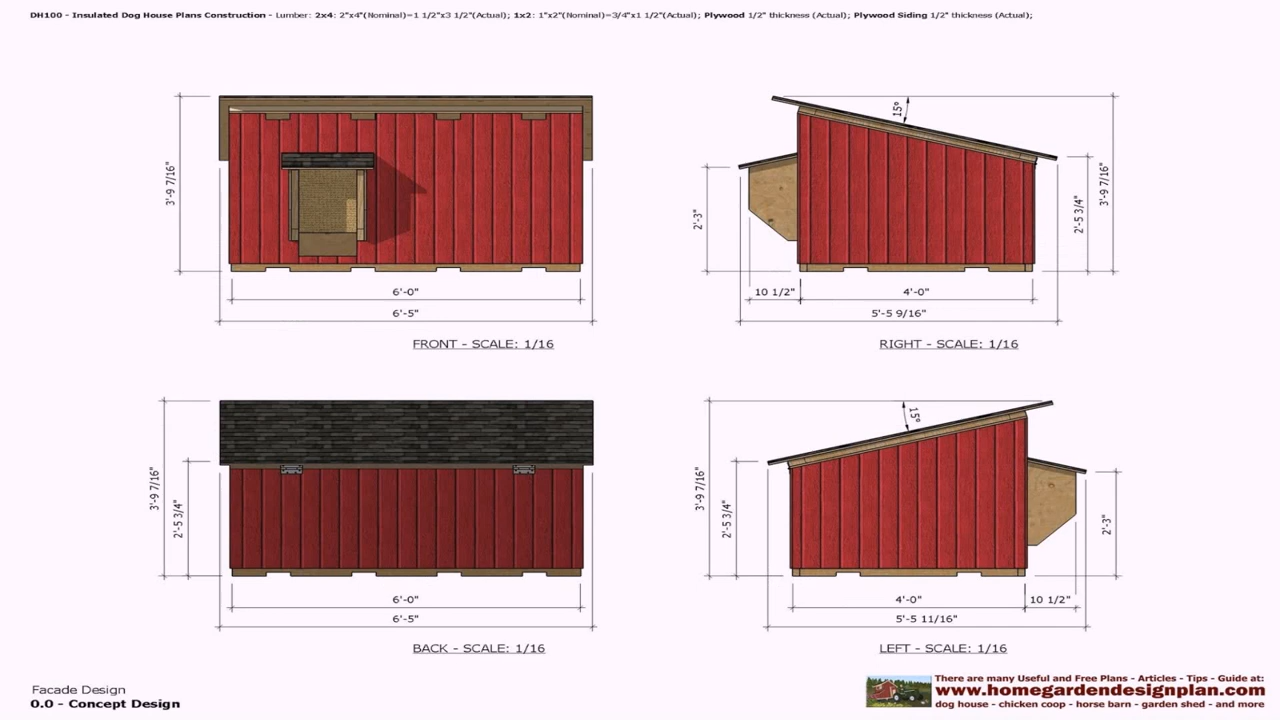 DH100 - Insulated Dog House Plans Construction - Lumber: 2x4: 2"x4"(Nominal)=1 1/2"x3 1/2"(Actual); 1x2: 1"x2"(Nominal)=3/4"x1 1/2"(Actual); Plywood 1/2" thickness (Actual); Plywood Siding 1/2" thickness (Actual);
3'-9 7/16"
6'-0"
6'-5"
FRONT - SCALE: 1/16
15°
2'-3"
2'-5 3/4"
3'-9 7/16"
10 1/2"
4'-0"
5'-5 9/16"
RIGHT - SCALE: 1/16
3'-9 7/16"
2'-5 3/4"
6'-0"
6'-5"
BACK - SCALE: 1/16
15°
3'-9 7/16"
2'-5 3/4"
2'-3"
4'-0"
10 1/2"
5'-5 11/16"
LEFT - SCALE: 1/16
Facade Design
0.0 - Concept Design
There are many Useful and Free Plans - Articles - Tips - Guide at:
www.homegardendesignplan.com
dog house - chicken coop - horse barn - garden shed - and more